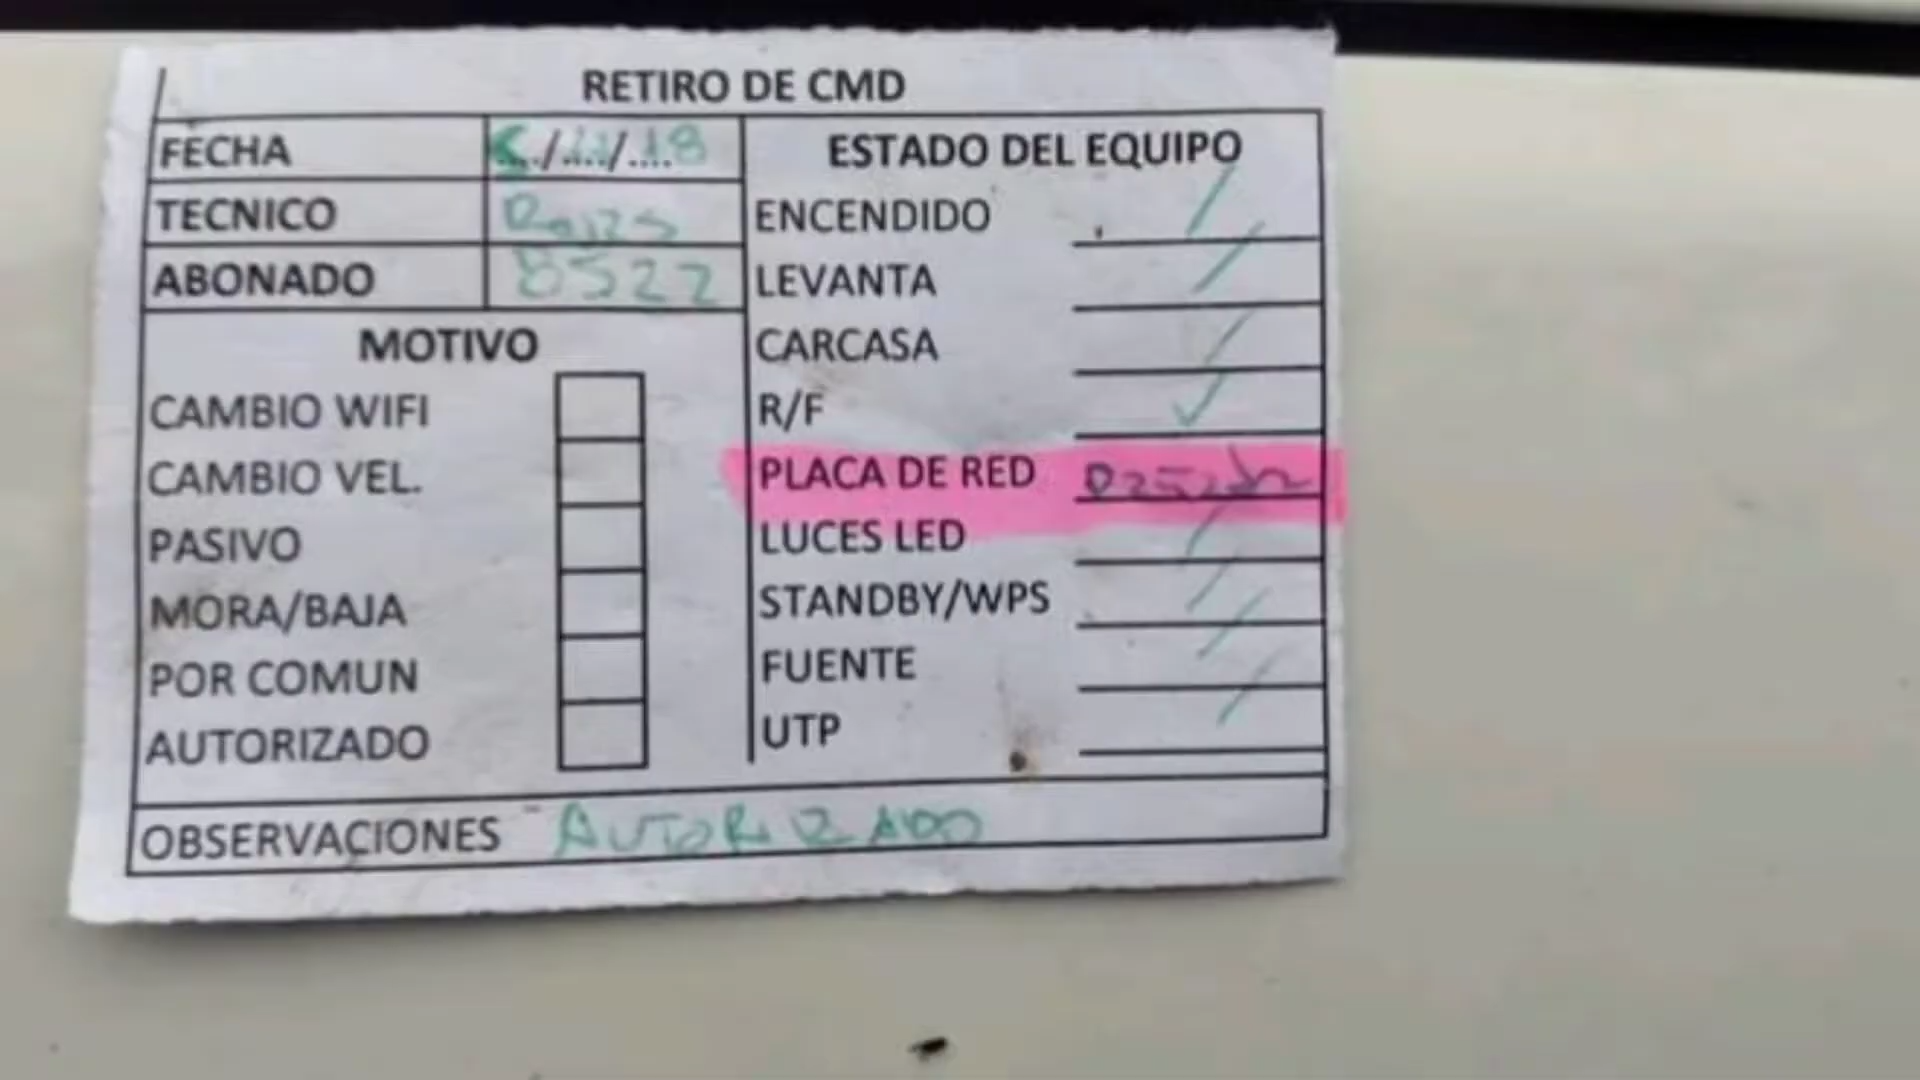 RETIRO DE CMD
FECHA ..../..../....
TECNICO
ABONADO 8522
MOTIVO
CAMBIO WIFI
CAMBIO VEL.
PASIVO
MORA/BAJA
POR COMUN
AUTORIZADO
ESTADO DEL EQUIPO
ENCENDIDO
LEVANTA
CARCASA
R/F ✓
PLACA DE RED
LUCES LED
STANDBY/WPS
FUENTE
UTP
OBSERVACIONES AUTORIZADO